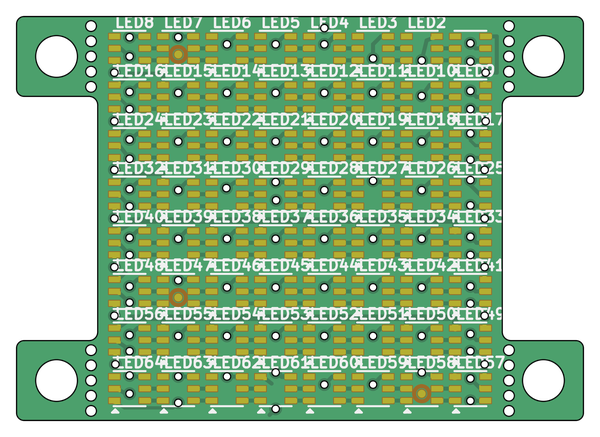 LED8 LED7 LED6 LED5 LED4 LED3 LED2
LED16 LED15 LED14 LED13 LED12 LED11 LED10 LED9
LED24 LED23 LED22 LED21 LED20 LED19 LED18 LED17
LED32 LED31 LED30 LED29 LED28 LED27 LED26 LED25
LED40 LED39 LED38 LED37 LED36 LED35 LED34 LED33
LED48 LED47 LED46 LED45 LED44 LED43 LED42 LED41
LED56 LED55 LED54 LED53 LED52 LED51 LED50 LED49
LED64 LED63 LED62 LED61 LED60 LED59 LED58 LED57